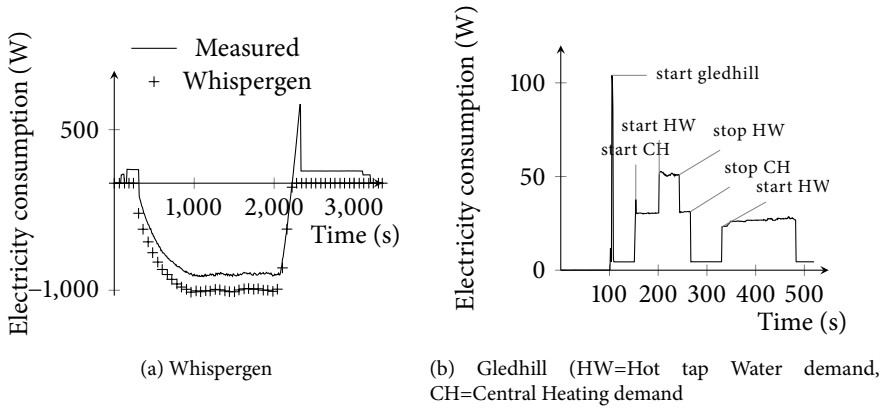 Electricity consumption (W)
Measured
Whispergen
500
1,000
2,000
3,000
Time (s)
–1,000
(a) Whispergen
Electricity consumption (W)
100
start gledhill
start HW
start CH
stop HW
50
stop CH
start HW
0
100
200
300
400
500
Time (s)
(b) Gledhill (HW=Hot tap Water demand,
CH=Central Heating demand